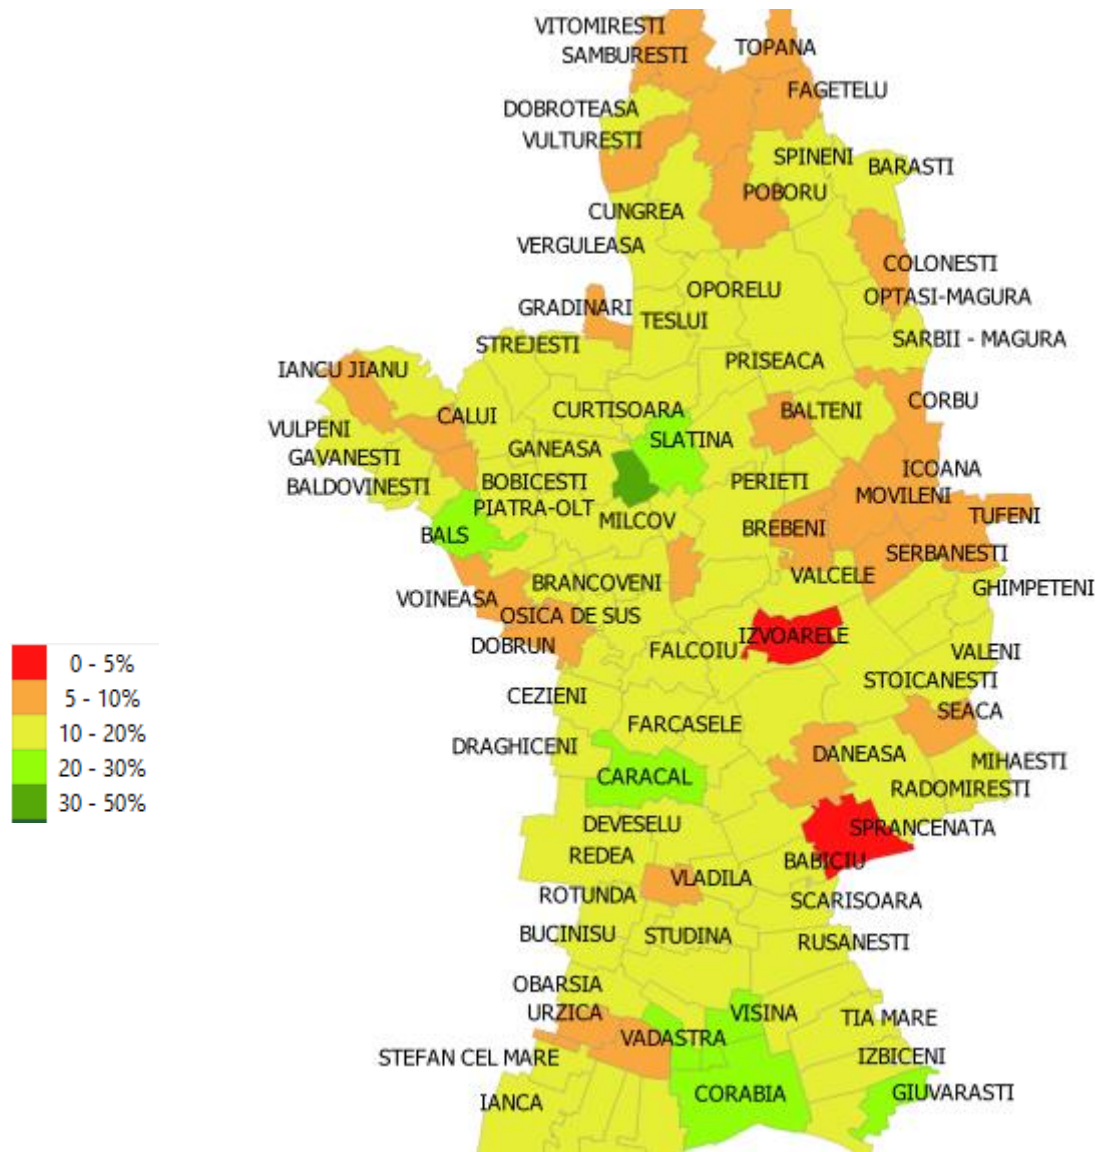 VITOMIRESTI
TOPANA
SAMBURESTI
FAGETELU
DOBROTEASA
VULTURESTI
SPINENI
BARASTI
POBORU
CUNGREA
VERGULEASA
COLONESTI
OPORELU
OPTASI-MAGURA
GRADINARI
TESLUI
SARBII - MAGURA
STREJESTI
PRISEACA
IANCU JIANU
CORBU
CURTISOARA
BALTENI
CALUI
VULPENI
SLATINA
GANEASA
GAVANESTI
ICOANA
BOBICESTI
PERIETI
BALDOVINESTI
MOVILENI
PIATRA-OLT
TUFENI
MILCOV
BREBENI
BALS
SERBANESTI
VALCELE
BRANCOVENI
GHIMPETENI
VOINEASA
OSICA DE SUS
IZVOARELE
DOBRUN
FALCOIU
VALENI
STOICANESTI
CEZIENI
SEACA
FARCASELE
DRAGHICENI
DANEASA
MIHAESTI
CARACAL
RADOMIRESTI
DEVESELU
SPRANCENATA
REDEA
BABICIU
VLADILA
ROTUNDA
SCARISOARA
BUCINISU
STUDINA
RUSANESTI
OBARSIA
URZICA
VISINA
TIA MARE
VADASTRA
STEFAN CEL MARE
IZBICENI
CORABIA
GIUVARASTI
IANCA
0 - 5%
5 - 10%
10 - 20%
20 - 30%
30 - 50%